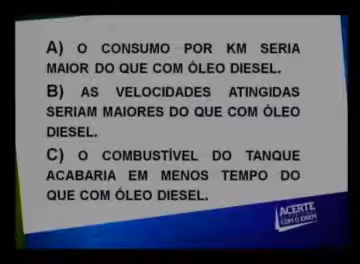 A) O CONSUMO POR KM SERIA
MAIOR DO QUE COM ÓLEO DIESEL.
B) AS VELOCIDADES ATINGIDAS
SERIAM MAIORES DO QUE COM ÓLEO
DIESEL.
C) O COMBUSTÍVEL DO TANQUE
ACABARIA EM MENOS TEMPO DO
QUE COM ÓLEO DIESEL.
ACERTE
COM O ENEM